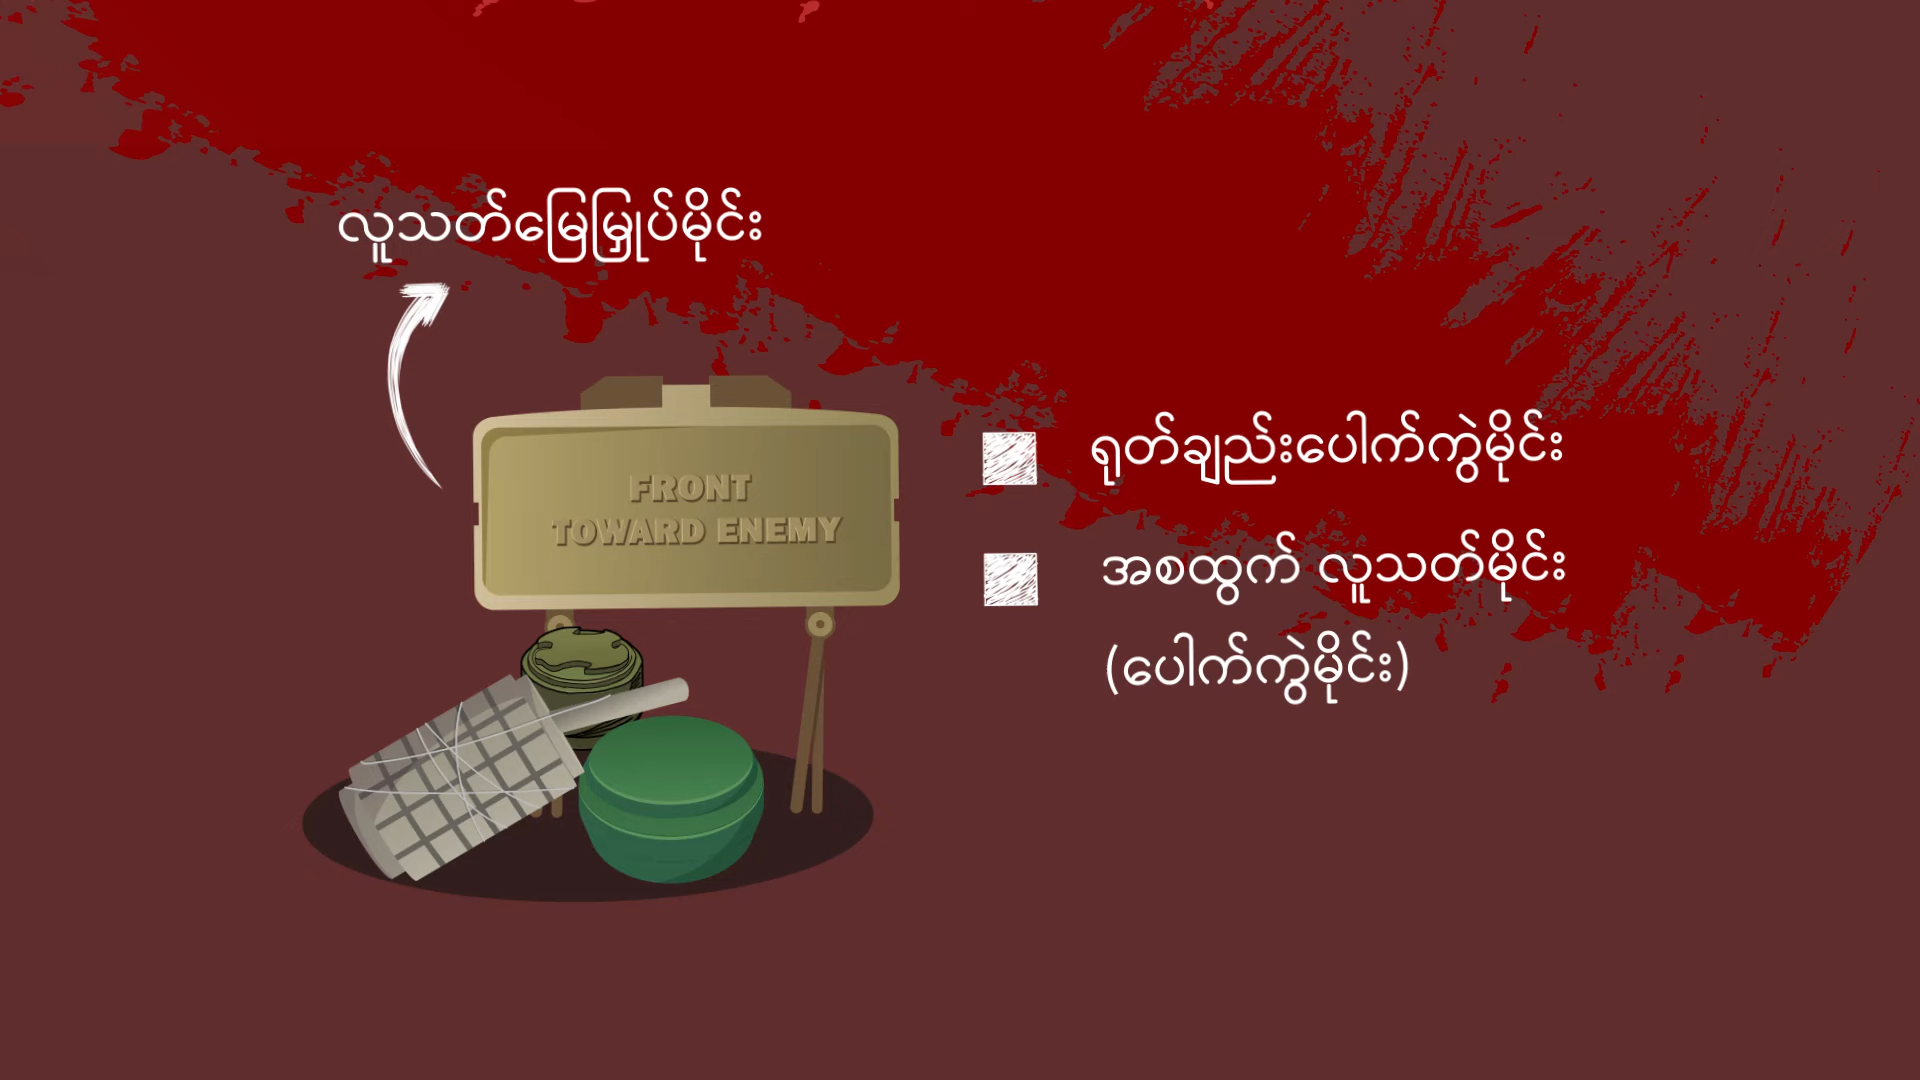 လူသတ်မြေမြှုပ်မိုင်း
FRONT
TOWARD ENEMY
ရုတ်ချည်းပေါက်ကွဲမိုင်း
အစထွက် လူသတ်မိုင်း
(ပေါက်ကွဲမိုင်း)